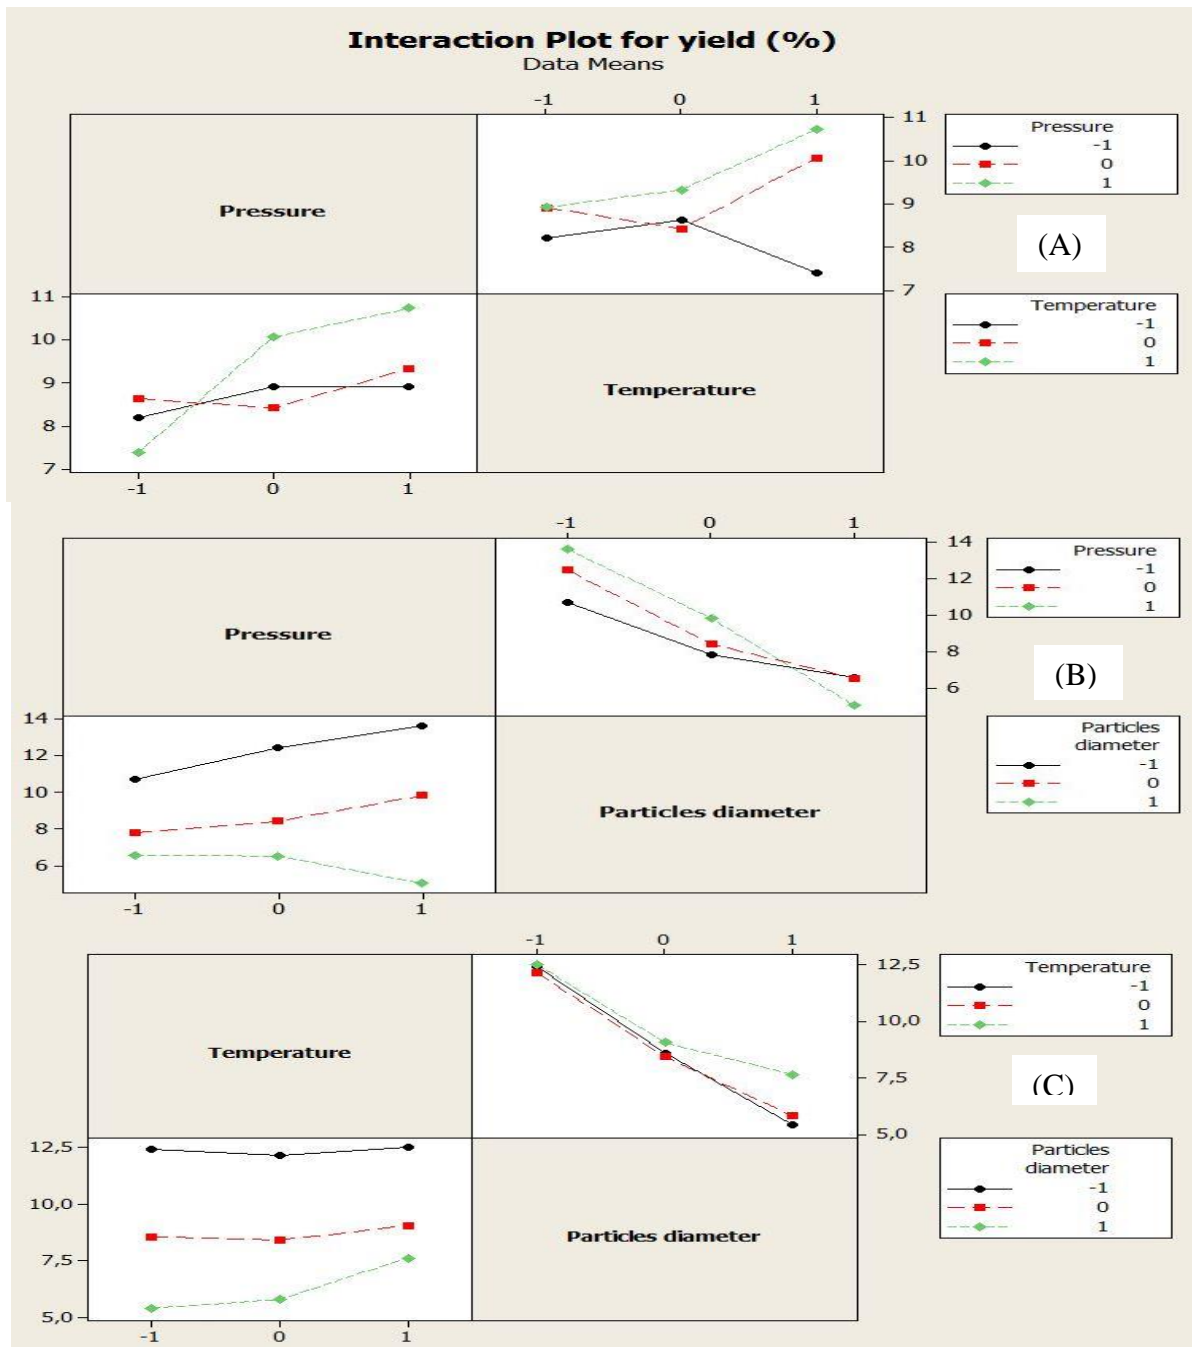 Interaction Plot for yield (%)
Data Means
-1 0 1
Pressure
11
10
9
8
7
Pressure
-1
0
1
(A)
11
10
9
8
7
Temperature
Temperature
-1
0
1
-1 0 1
-1 0 1
Pressure
14
12
10
8
6
Pressure
-1
0
1
(B)
14
12
10
8
6
Particles diameter
Particles
diameter
-1
0
1
-1 0 1
-1 0 1
Temperature
12,5
10,0
7,5
5,0
Temperature
-1
0
1
(C)
12,5
10,0
7,5
5,0
Particles diameter
Particles
diameter
-1
0
1
-1 0 1